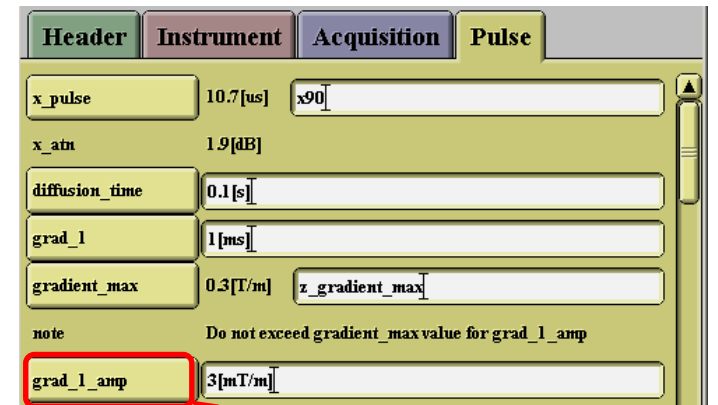 Header Instrument Acquisition Pulse
x_pulse 10.7[us] x90
x_atn 1.9[dB]
diffusion_time 0.1[s]
grad_1 1[ms]
gradient_max 0.3[T/m] z_gradient_max
note Do not exceed gradient_max value for grad_1_amp
grad_1_amp 3[mT/m]